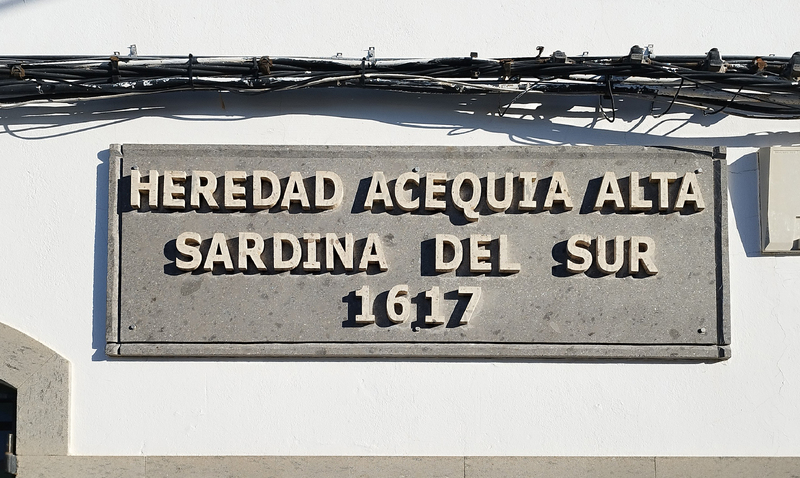 HEREDAD ACEQUIA ALTA
SARDINA DEL SUR
1617